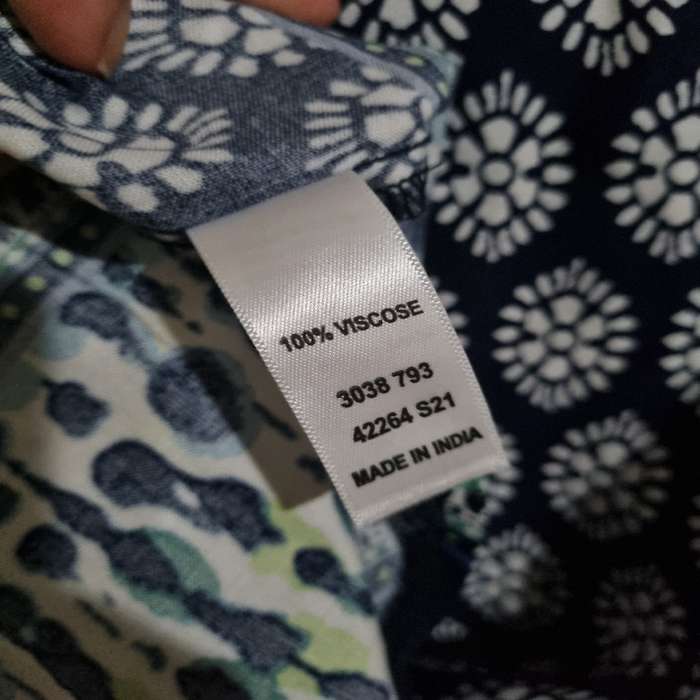 100% VISCOSE
3038 793
42264 S21
MADE IN INDIA